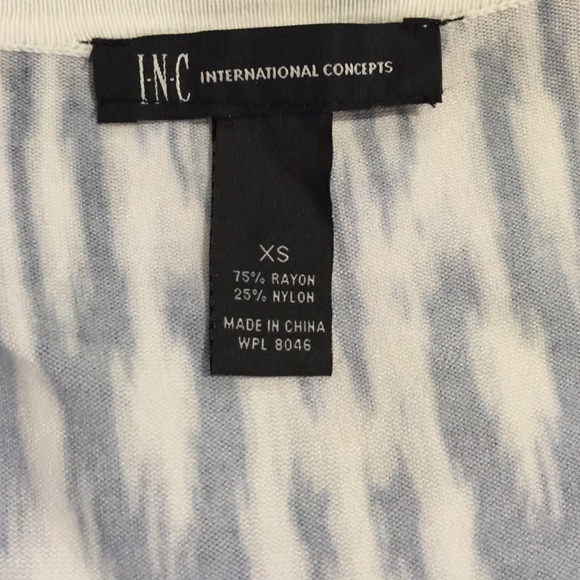 I·N·C INTERNATIONAL CONCEPTS
XS
75% RAYON
25% NYLON
MADE IN CHINA
WPL 8046